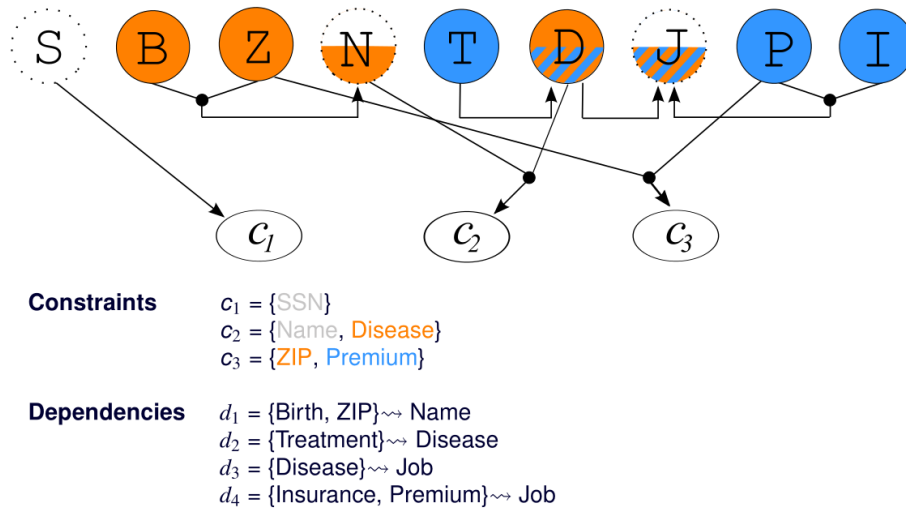 S B Z N T D J P I
c1 c2 c3
Constraints c1 = {SSN}
c2 = {Name, Disease}
c3 = {ZIP, Premium}
Dependencies d1 = {Birth, ZIP}⇝ Name
d2 = {Treatment}⇝ Disease
d3 = {Disease}⇝ Job
d4 = {Insurance, Premium}⇝ Job